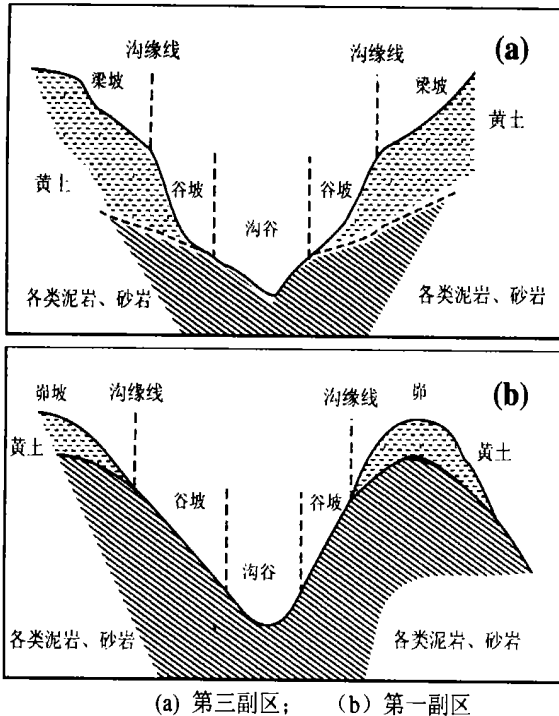 (a)
沟缘线 沟缘线
梁坡 梁坡
黄土
黄土
谷坡 谷坡
沟谷
各类泥岩、砂岩 各类泥岩、砂岩
(b)
峁坡 沟缘线 沟缘线 峁
黄土 黄土
谷坡 谷坡
沟谷
各类泥岩、砂岩 各类泥岩、砂岩
(a) 第三副区； (b) 第一副区